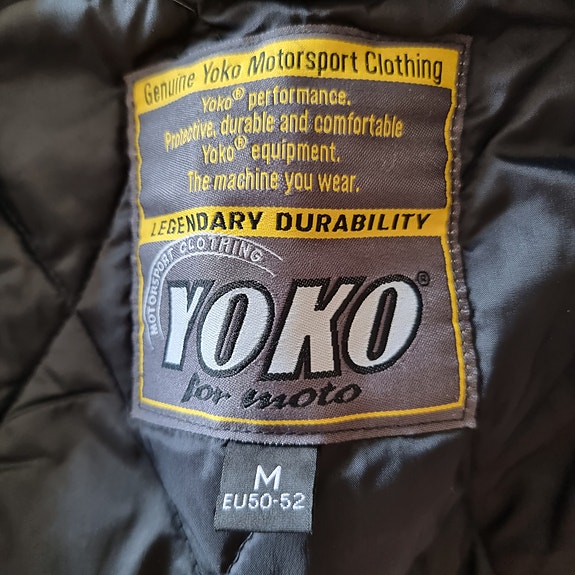 Genuine Yoko Motorsport Clothing
Yoko® performance.
Protective, durable and comfortable
Yoko® equipment.
The machine you wear.
LEGENDARY DURABILITY
MOTORSPORT CLOTHING
YOKO®
for moto
M
EU50-52